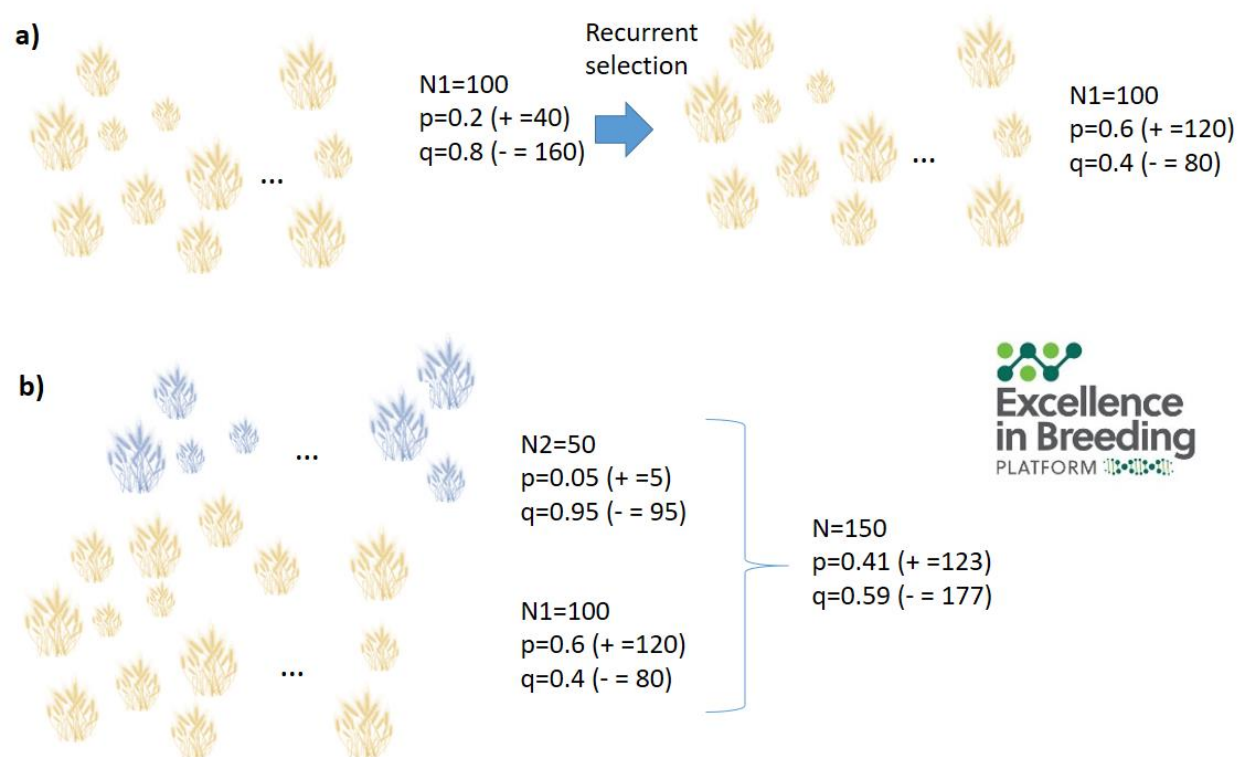 a)
N1=100
p=0.2 (+ =40)
q=0.8 (- = 160)
...
Recurrent
selection
...
N1=100
p=0.6 (+ =120)
q=0.4 (- = 80)
b)
...
N2=50
p=0.05 (+ =5)
q=0.95 (- = 95)
...
N1=100
p=0.6 (+ =120)
q=0.4 (- = 80)
N=150
p=0.41 (+ =123)
q=0.59 (- = 177)
Excellence
in Breeding
PLATFORM